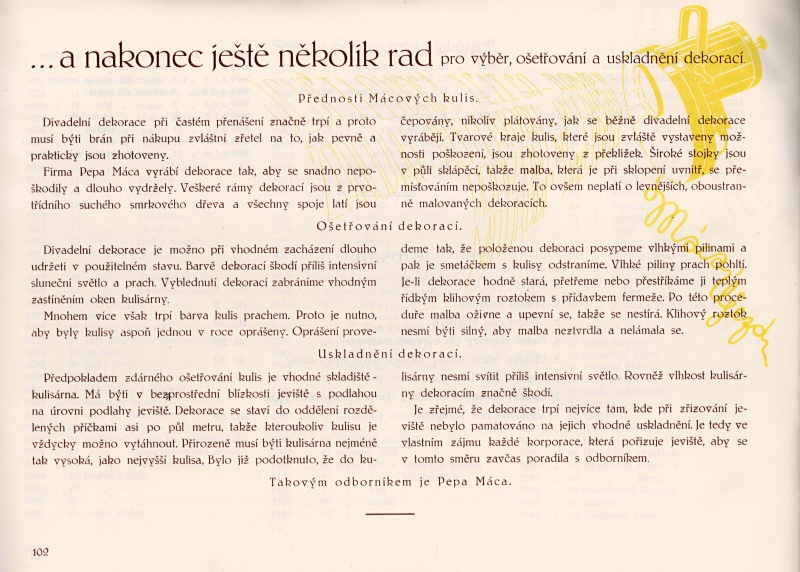 ...a nakonec ještě několik rad pro výběr, ošetřování a uskladnění dekorací.
Přednosti Mácových kulis.
Divadelní dekorace při častém přenášení značně trpí a proto
musí býti brán při nákupu zvláštní zřetel na to, jak pevně a
prakticky jsou zhotoveny.
Firma Pepa Máca vyrábí dekorace tak, aby se snadno nepo-
škodily a dlouho vydržely. Veškeré rámy dekorací jsou z prvo-
třídního suchého smrkového dřeva a všechny spoje latí jsou
čepovány, nikoliv plátovány, jak se běžně divadelní dekorace
vyrábějí. Tvarové kraje kulis, které jsou zvláště vystaveny mož-
nosti poškození, jsou zhotoveny z překližek. Široké stojky jsou
v půli sklápěcí, takže malba, která je při sklopení uvnitř, se pře-
misťováním nepoškozuje. To ovšem neplatí o levnějších, oboustran-
ně malovaných dekoracích.
Ošetřování dekorací.
Divadelní dekorace je možno při vhodném zacházení dlouho
udržeti v použitelném stavu. Barvě dekorací škodí příliš intensivní
sluneční světlo a prach. Vyblednutí dekorací zabráníme vhodným
zastíněním oken kulisárny.
Mnohem více však trpí barva kulis prachem. Proto je nutno,
aby byly kulisy aspoň jednou v roce oprášeny. Oprášení prove-
deme tak, že položenou dekoraci posypeme vlhkými pilinami a
pak je smetáčkem s kulisy odstraníme. Vlhké piliny prach pohltí.
Je-li dekorace hodně stará, přetřeme nebo přestříkáme ji teplým
řídkým klihovým roztokem s přídavkem fermeže. Po této proce-
duře malba oživne a upevní se, takže se nestírá. Klihový roztok
nesmí býti silný, aby malba neztvrdla a nelámala se.
Uskladnění dekorací.
Předpokladem zdárného ošetřování kulis je vhodné skladiště -
kulisárna. Má býti v bezprostřední blízkosti jeviště s podlahou
na úrovni podlahy jeviště. Dekorace se staví do oddělení rozdě-
lených příčkami asi po půl metru, takže kteroukoliv kulisu je
vždycky možno vytáhnout. Přirozeně musí býti kulisárna nejméně
tak vysoká, jako nejvyšší kulisa. Bylo již podotknuto, že do ku-
lisárny nesmí svítit příliš intensivní světlo. Rovněž vlhkost kulisár-
ny dekoracím značně škodí.
Je zřejmé, že dekorace trpí nejvíce tam, kde při zřizování je-
viště nebylo pamatováno na jejich vhodné uskladnění. Je tedy ve
vlastním zájmu každé korporace, která pořizuje jeviště, aby se
v tomto směru zavčas poradila s odborníkem.
Takovým odborníkem je Pepa Máca.
102